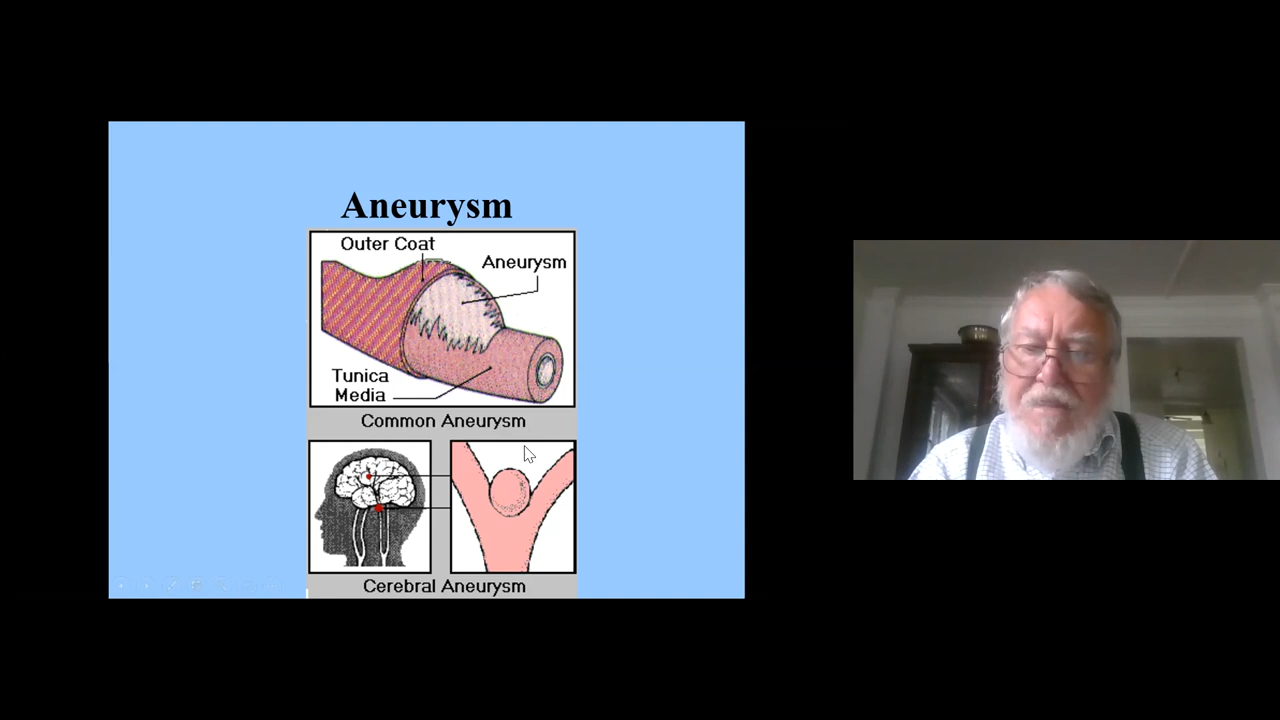 Aneurysm
Outer Coat
Aneurysm
Tunica
Media
Common Aneurysm
Cerebral Aneurysm